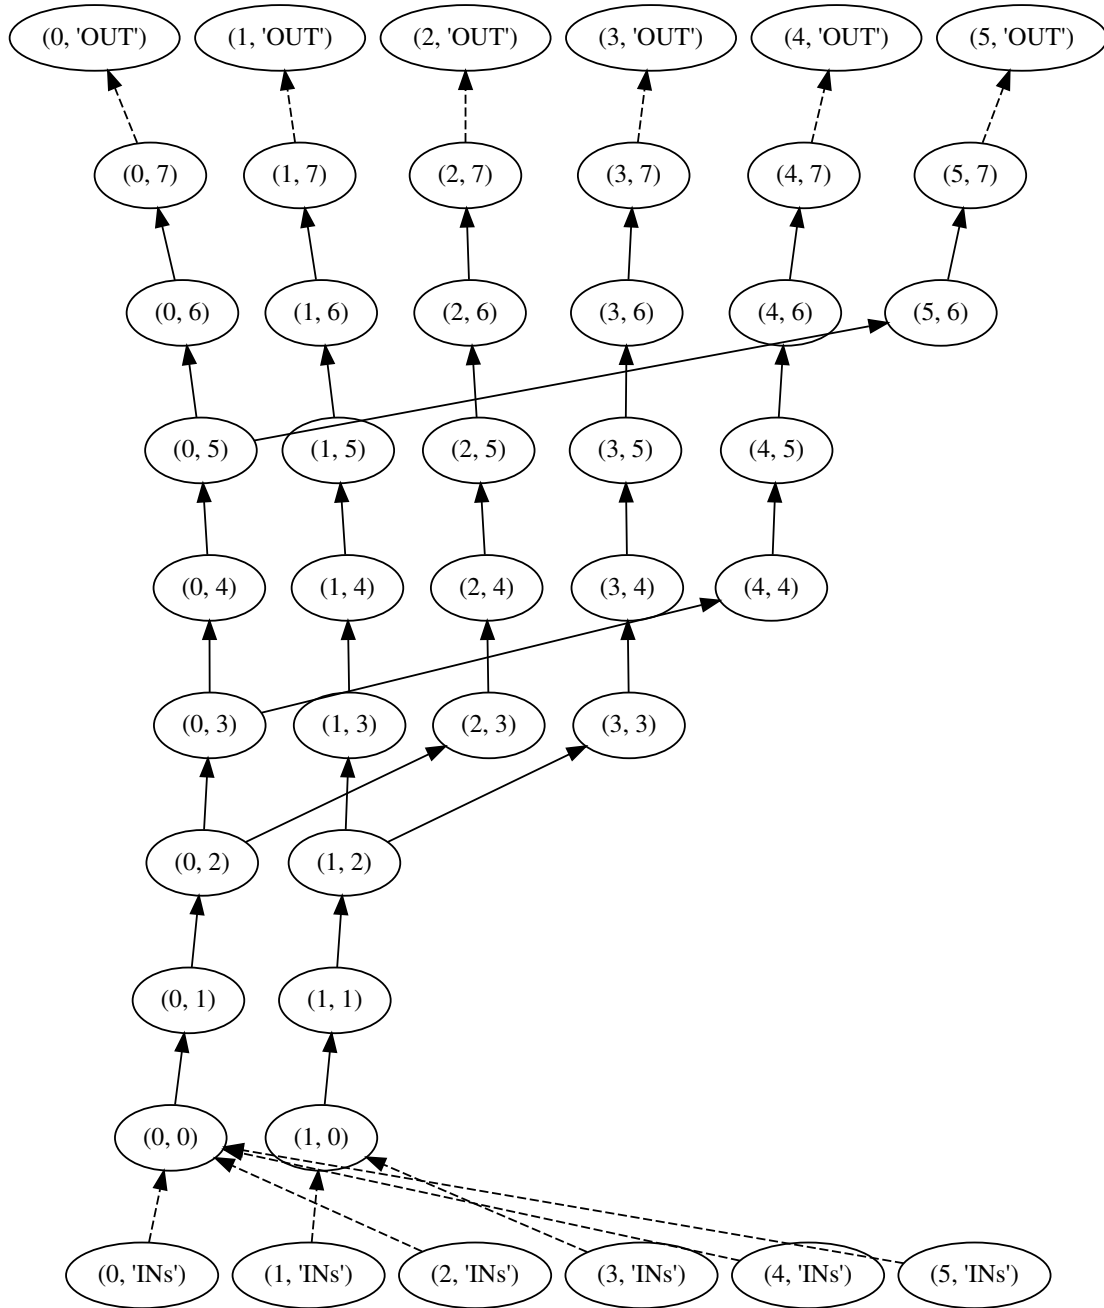 (0, 'OUT') (1, 'OUT') (2, 'OUT') (3, 'OUT') (4, 'OUT') (5, 'OUT')
(0, 7) (1, 7) (2, 7) (3, 7) (4, 7) (5, 7)
(0, 6) (1, 6) (2, 6) (3, 6) (4, 6) (5, 6)
(0, 5) (1, 5) (2, 5) (3, 5) (4, 5)
(0, 4) (1, 4) (2, 4) (3, 4) (4, 4)
(0, 3) (1, 3) (2, 3) (3, 3)
(0, 2) (1, 2)
(0, 1) (1, 1)
(0, 0) (1, 0)
(0, 'INs') (1, 'INs') (2, 'INs') (3, 'INs') (4, 'INs') (5, 'INs')